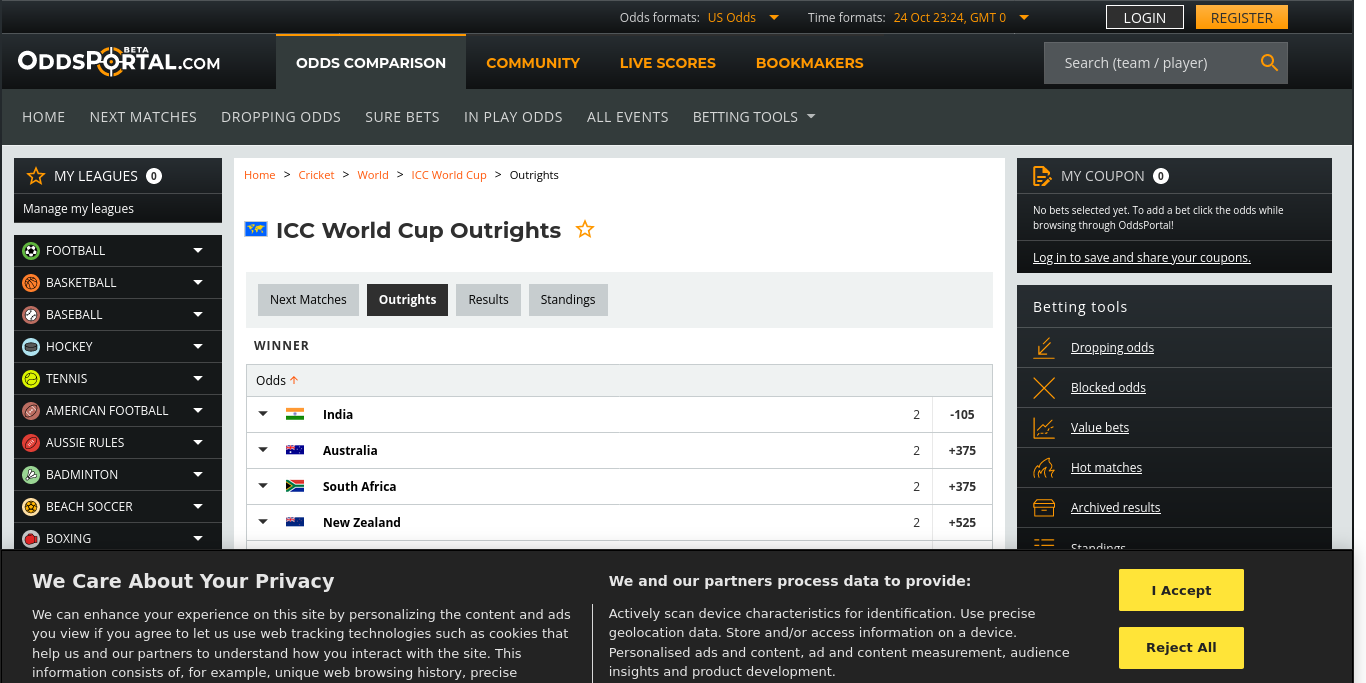 Odds formats: US Odds Time formats: 24 Oct 23:24, GMT 0 LOGIN REGISTER
ODDSPORTAL.COM BETA
ODDS COMPARISON COMMUNITY LIVE SCORES BOOKMAKERS Search (team / player)
HOME NEXT MATCHES DROPPING ODDS SURE BETS IN PLAY ODDS ALL EVENTS BETTING TOOLS
MY LEAGUES 0
Manage my leagues
FOOTBALL
BASKETBALL
BASEBALL
HOCKEY
TENNIS
AMERICAN FOOTBALL
AUSSIE RULES
BADMINTON
BEACH SOCCER
BOXING
Home > Cricket > World > ICC World Cup > Outrights
ICC World Cup Outrights
Next Matches Outrights Results Standings
WINNER
Odds
India 2 -105
Australia 2 +375
South Africa 2 +375
New Zealand 2 +525
MY COUPON 0
No bets selected yet. To add a bet click the odds while
browsing through OddsPortal!
Log in to save and share your coupons.
Betting tools
Dropping odds
Blocked odds
Value bets
Hot matches
Archived results
Standings
We Care About Your Privacy
We can enhance your experience on this site by personalizing the content and ads
you view if you agree to let us use web tracking technologies such as cookies that
help us and our partners to understand how you interact with the site. This
information consists of, for example, unique web browsing history, precise
We and our partners process data to provide:
Actively scan device characteristics for identification. Use precise
geolocation data. Store and/or access information on a device.
Personalised ads and content, ad and content measurement, audience
insights and product development.
I Accept
Reject All